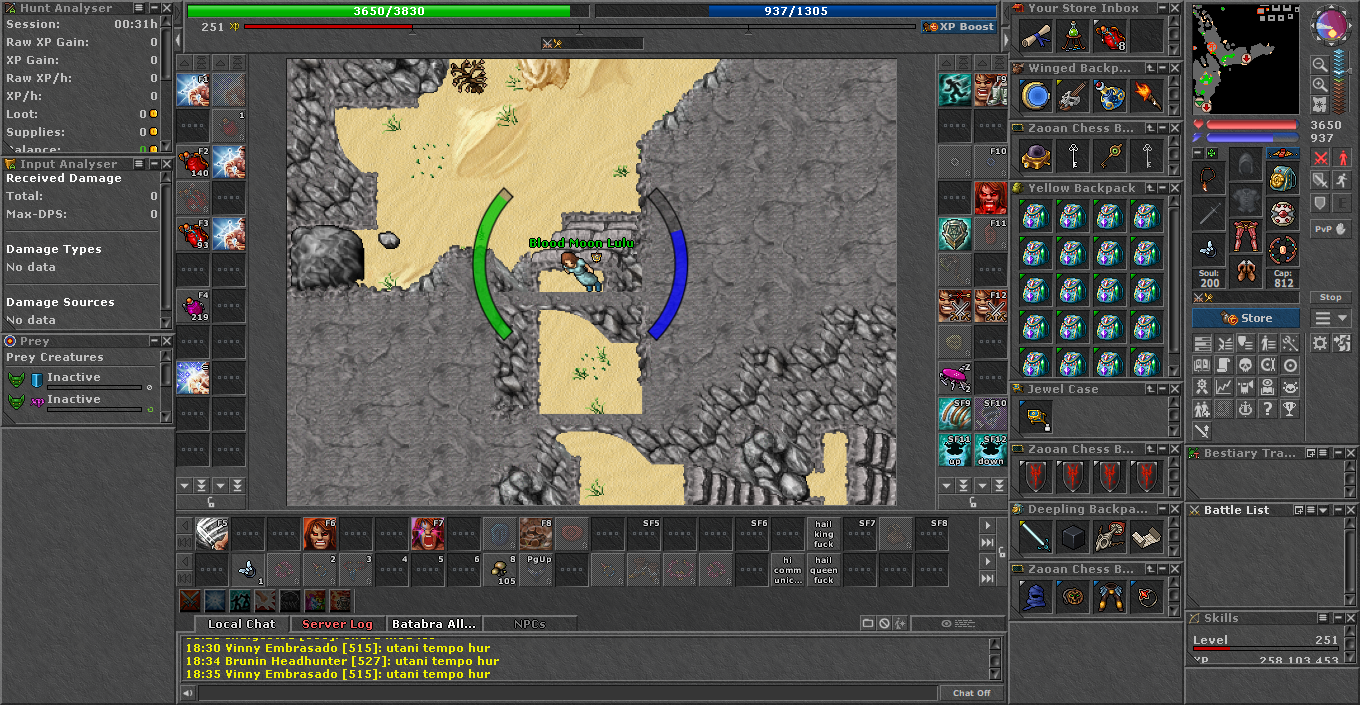 Hunt Analyser
Session: 00:31h
Raw XP Gain: 0
XP Gain: 0
Raw XP/h: 0
XP/h: 0
Loot: 0
Supplies: 0
Balance: 0
Input Analyser
Received Damage
Total: 0
Max-DPS: 0
Damage Types
No data
Damage Sources
No data
Prey
Prey Creatures
Inactive
Inactive
3650/3830
937/1305
251
XP Boost
F1
1
F2
140
F3
93
F4
219
Blood Moon Lulu
F9
F10
F11
F12
2
SF9
SF10
SF11
up
SF12
down
F5
F6
F7
F8
SF5
SF6
hail
king
fuck
SF7
SF8
1
2
3
4
5
6
8
105
PgUp
hi
comm
unic...
hail
queen
fuck
Local Chat
Server Log
Batabra All...
NPCs
18:30 Vinny Embrasado [515]: utani tempo hur
18:34 Brunin Headhunter [527]: utani tempo hur
18:35 Vinny Embrasado [515]: utani tempo hur
Chat Off
Your Store Inbox
8
Winged Backp...
Zaoan Chess B...
Yellow Backpack
Jewel Case
Zaoan Chess B...
Deepling Backpa...
Zaoan Chess B...
3650
937
PvP
Soul:
200
Cap:
812
Stop
Store
Bestiary Tra...
Battle List
Skills
Level 251
XP 258,103,453